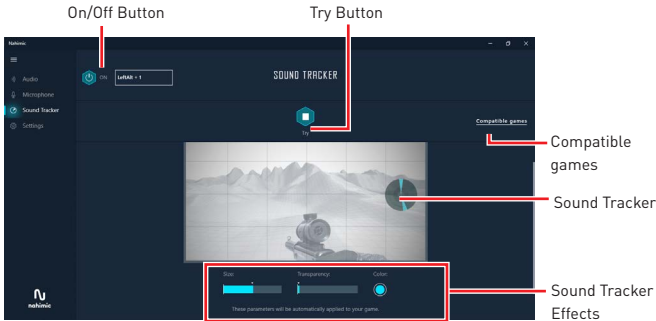 On/Off Button
Try Button
Nahimic
Audio
Microphone
Sound Tracker
Settings
ON
LeftAlt + 1
SOUND TRACKER
Try
Compatible games
Compatible
games
Sound Tracker
Size:
Transparency:
Color:
These parameters will be automatically applied to your game.
Sound Tracker
Effects
nahimic